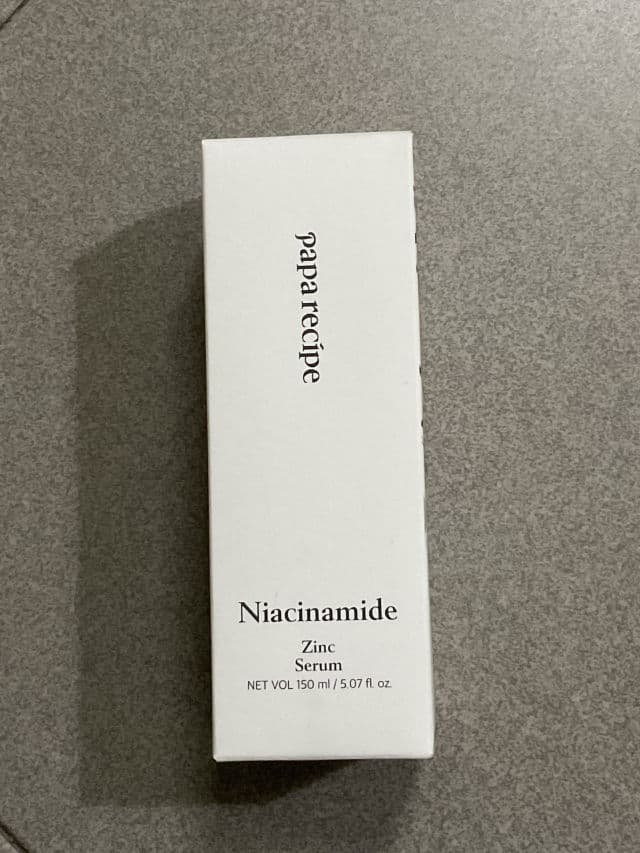 papa recipe
Niacinamide
Zinc
Serum
NET VOL 150 ml / 5.07 fl. oz.